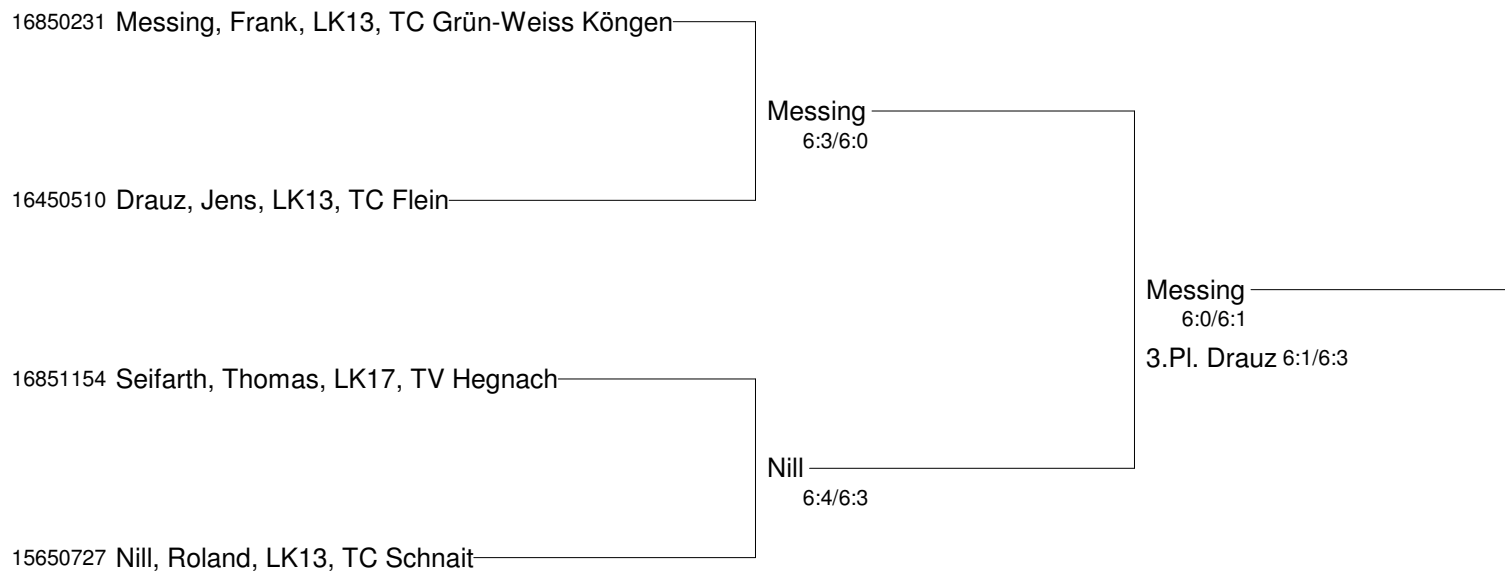 16850231 Messing, Frank, LK13, TC Grün-Weiss Köngen
Messing
6:3/6:0
16450510 Drauz, Jens, LK13, TC Flein
Messing
6:0/6:1
3.Pl. Drauz 6:1/6:3
16851154 Seifarth, Thomas, LK17, TV Hegnach
Nill
6:4/6:3
15650727 Nill, Roland, LK13, TC Schnait